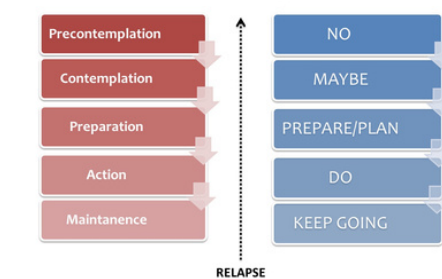 Precontemplation
Contemplation
Preparation
Action
Maintanence
NO
MAYBE
PREPARE/PLAN
DO
KEEP GOING
RELAPSE